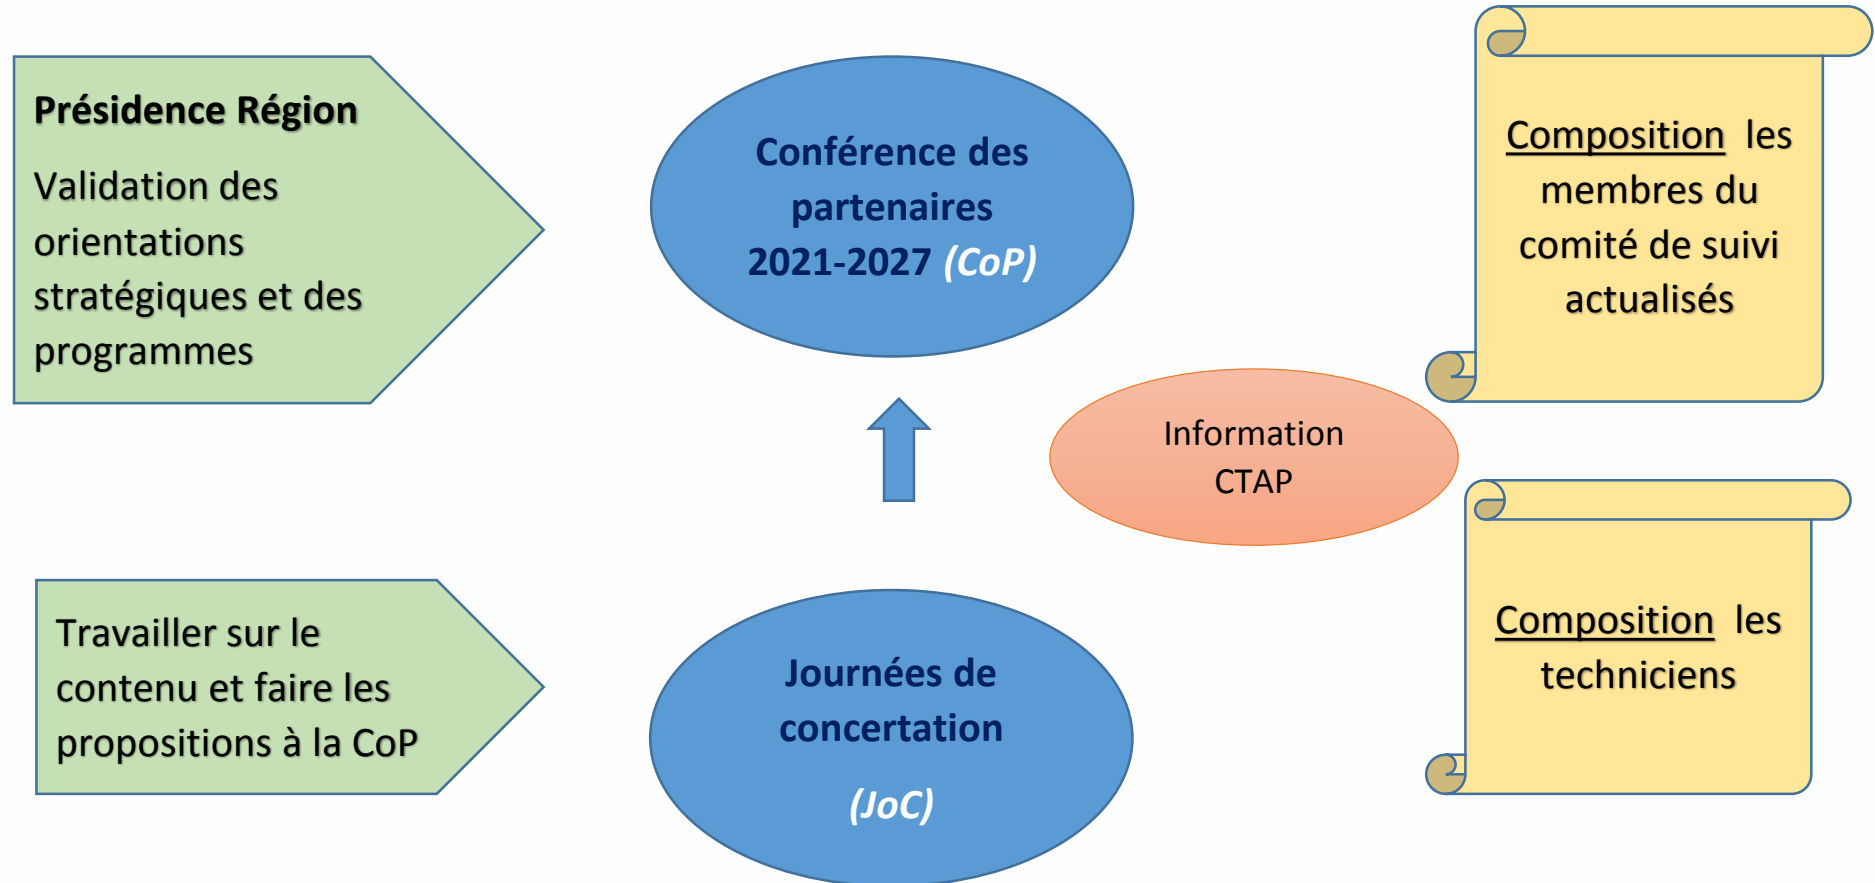 Présidence Région
Validation des
orientations
stratégiques et des
programmes
Conférence des
partenaires
2021-2027 (CoP)
Composition les
membres du
comité de suivi
actualisés
Information
CTAP
Travailler sur le
contenu et faire les
propositions à la CoP
Journées de
concertation
(JoC)
Composition les
techniciens